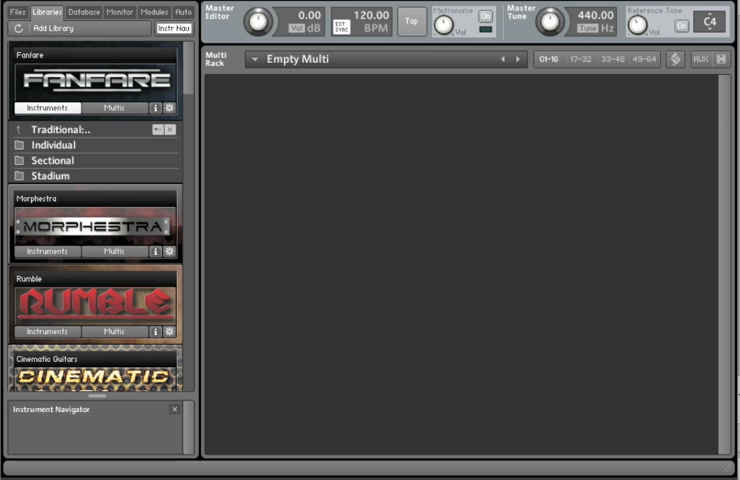 Files Libraries Database Monitor Modules Auto
Add Library Instr Nav
Fanfare
FANFARE
Instruments Multis i
Traditional:..
Individual
Sectional
Stadium
Morphestra
MORPHESTRA
Instruments Multis i
Rumble
RUMBLE
Instruments Multis i
Cinematic Guitars
CINEMATIC
Instrument Navigator
Master Editor
0.00
Vol dB
EXT SYNC
120.00
BPM
Tap
Metronome
On
Vol
Master Tune
440.00
Tune Hz
Reference Tone
On
Vol
C4
Multi Rack
Empty Multi
01-16 17-32 33-48 49-64
AUX